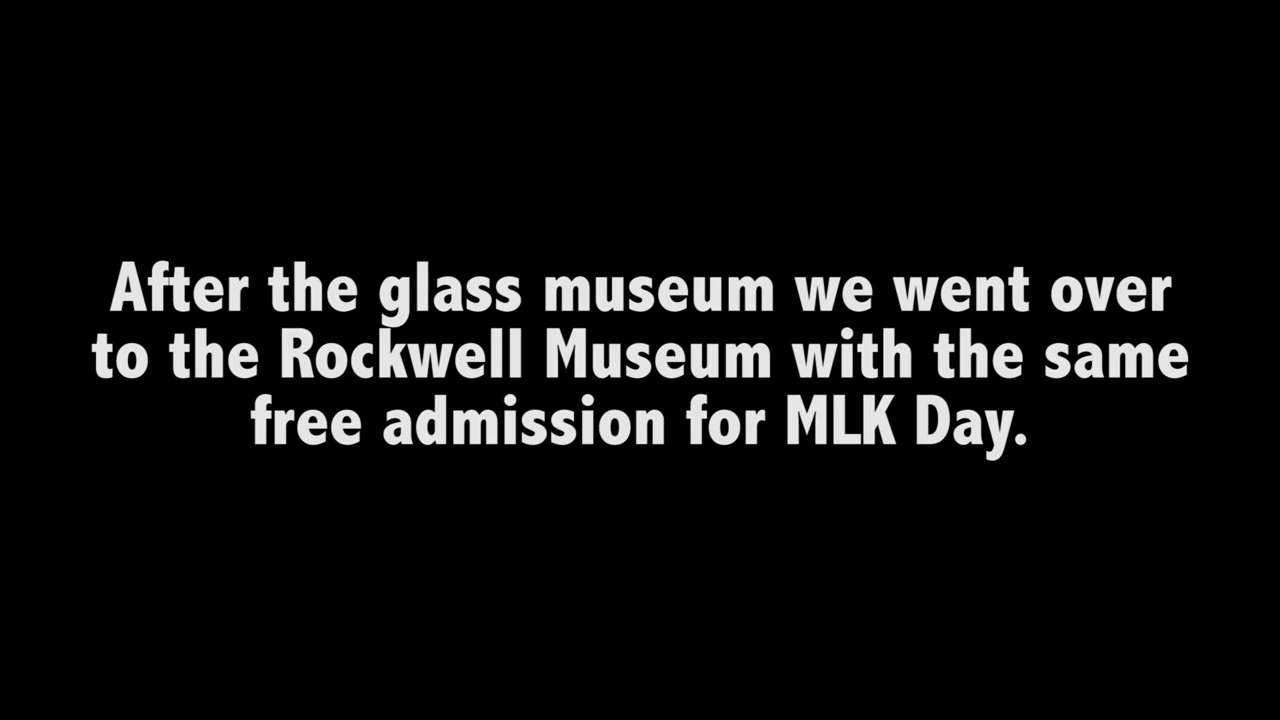 After the glass museum we went over
to the Rockwell Museum with the same
free admission for MLK Day.